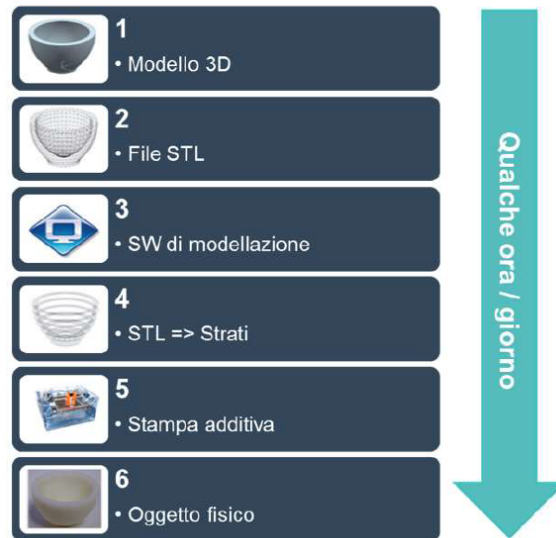 1
• Modello 3D
2
• File STL
3
• SW di modellazione
4
• STL => Strati
5
• Stampa additiva
6
• Oggetto fisico
Qualche ora / giorno